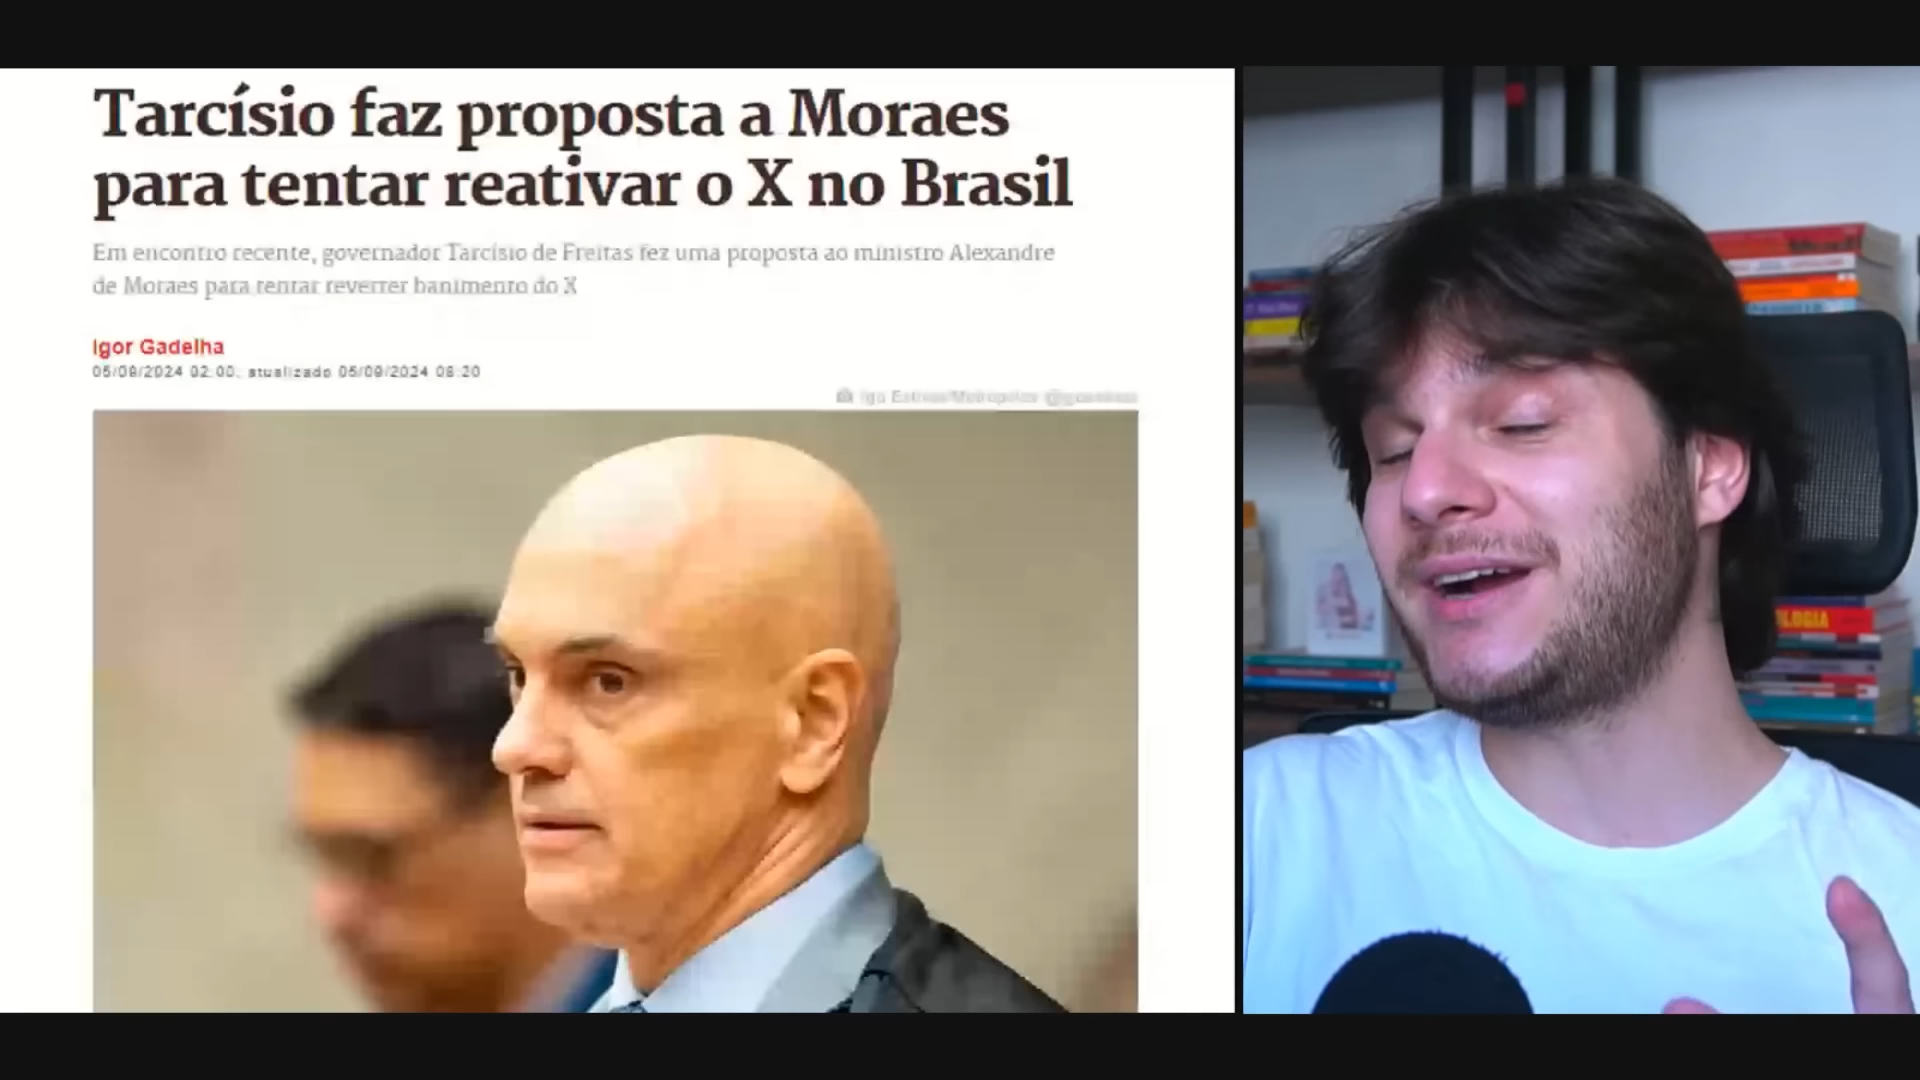 Tarcísio faz proposta a Moraes
para tentar reativar o X no Brasil
Em encontro recente, governador Tarcísio de Freitas fez uma proposta ao ministro Alexandre
de Moraes para tentar reverter banimento do X
Igor Gadelha
05/09/2024 02:00, atualizado 05/09/2024 08:20
LOGIA